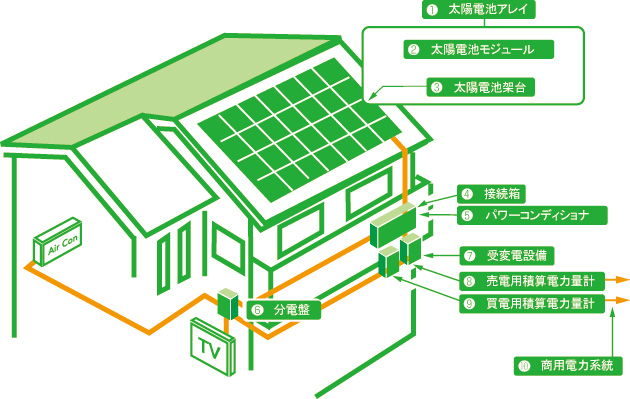 ❶ 太陽電池アレイ
❷ 太陽電池モジュール
❸ 太陽電池架台
❹ 接続箱
❺ パワーコンディショナ
❼ 受変電設備
❽ 売電用積算電力量計
❾ 買電用積算電力量計
❻ 分電盤
❿ 商用電力系統
Air Con
TV